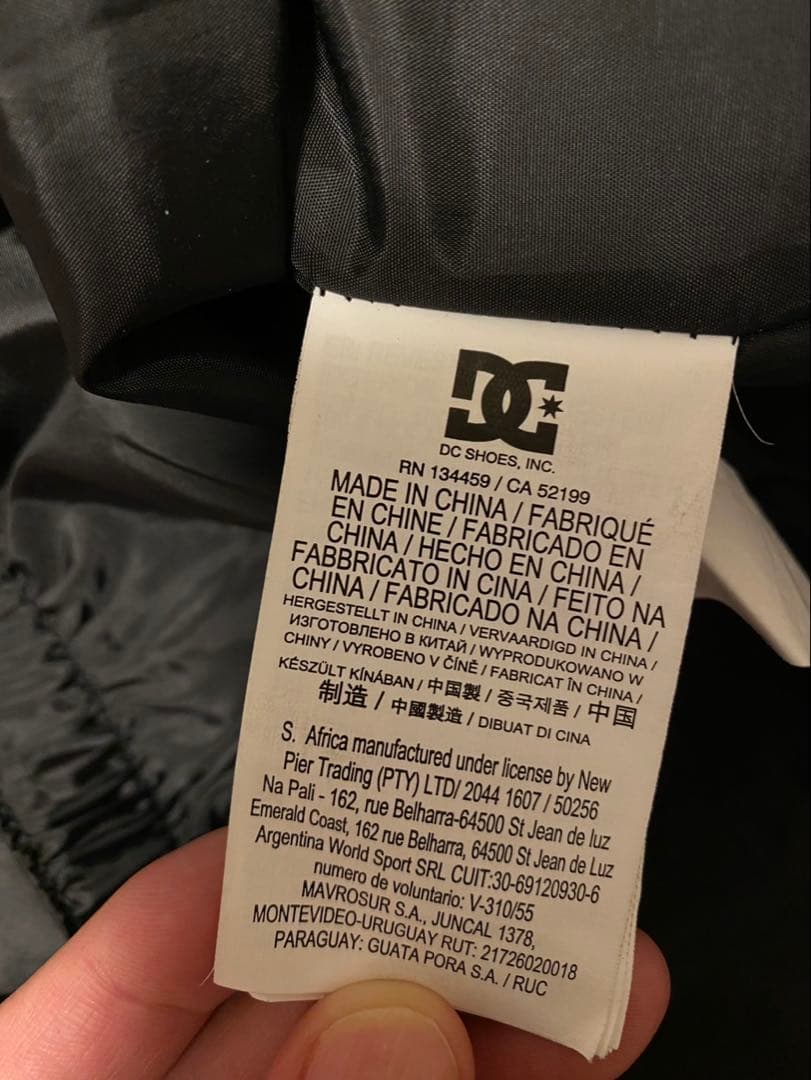 DC
DC SHOES, INC.
RN 134459 / CA 52199
MADE IN CHINA / FABRIQUÉ
EN CHINE / FABRICADO EN
CHINA / HECHO EN CHINA /
FABBRICATO IN CINA / FEITO NA
CHINA / FABRICADO NA CHINA /
HERGESTELLT IN CHINA / VERVAARDIGD IN CHINA /
ИЗГОТОВЛЕНО В КИТАЙ / WYPRODUKOWANO W
CHINY / VYROBENO V ČÍNĚ / FABRICAT ÎN CHINA /
KÉSZÜLT KÍNÁBAN / 中国製 / 중국제품 / 中国
制造 / 中國製造 / DIBUAT DI CINA
S. Africa manufactured under license by New
Pier Trading (PTY) LTD/ 2044 1607 / 50256
Na Pali - 162, rue Belharra-64500 St Jean de luz
Emerald Coast, 162 rue Belharra, 64500 St Jean de Luz
Argentina World Sport SRL CUIT:30-69120930-6
numero de voluntario: V-310/55
MAVROSUR S.A., JUNCAL 1378,
MONTEVIDEO-URUGUAY RUT: 21726020018
PARAGUAY: GUATA PORA S.A. / RUC